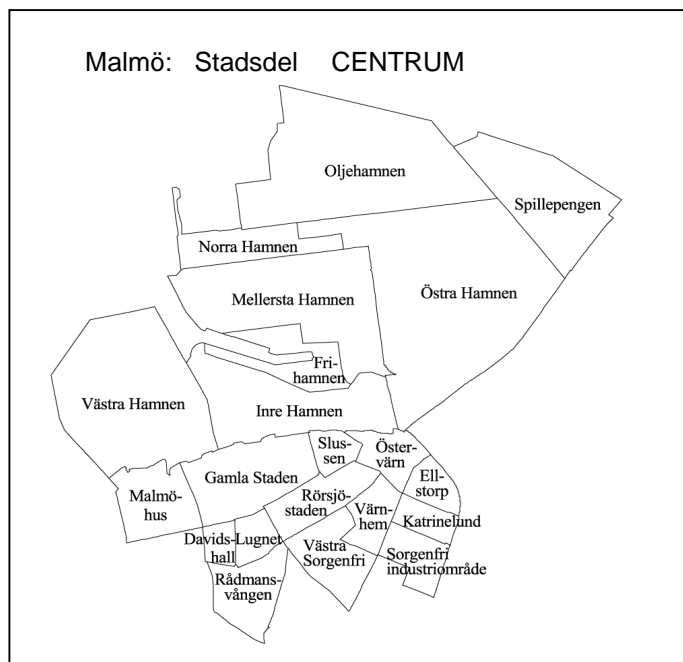 Malmö: Stadsdel CENTRUM
Oljehamnen
Spillepengen
Norra Hamnen
Mellersta Hamnen
Östra Hamnen
Fri-
hamnen
Västra Hamnen
Inre Hamnen
Slus-
sen
Öster-
värn
Gamla Staden
Ell-
storp
Malmö-
hus
Rörsjö-
staden
Värn-
hem
Katrinelund
Davids-
hall
Lugnet
Västra
Sorgenfri
Sorgenfri
industriområde
Rådmans-
vången